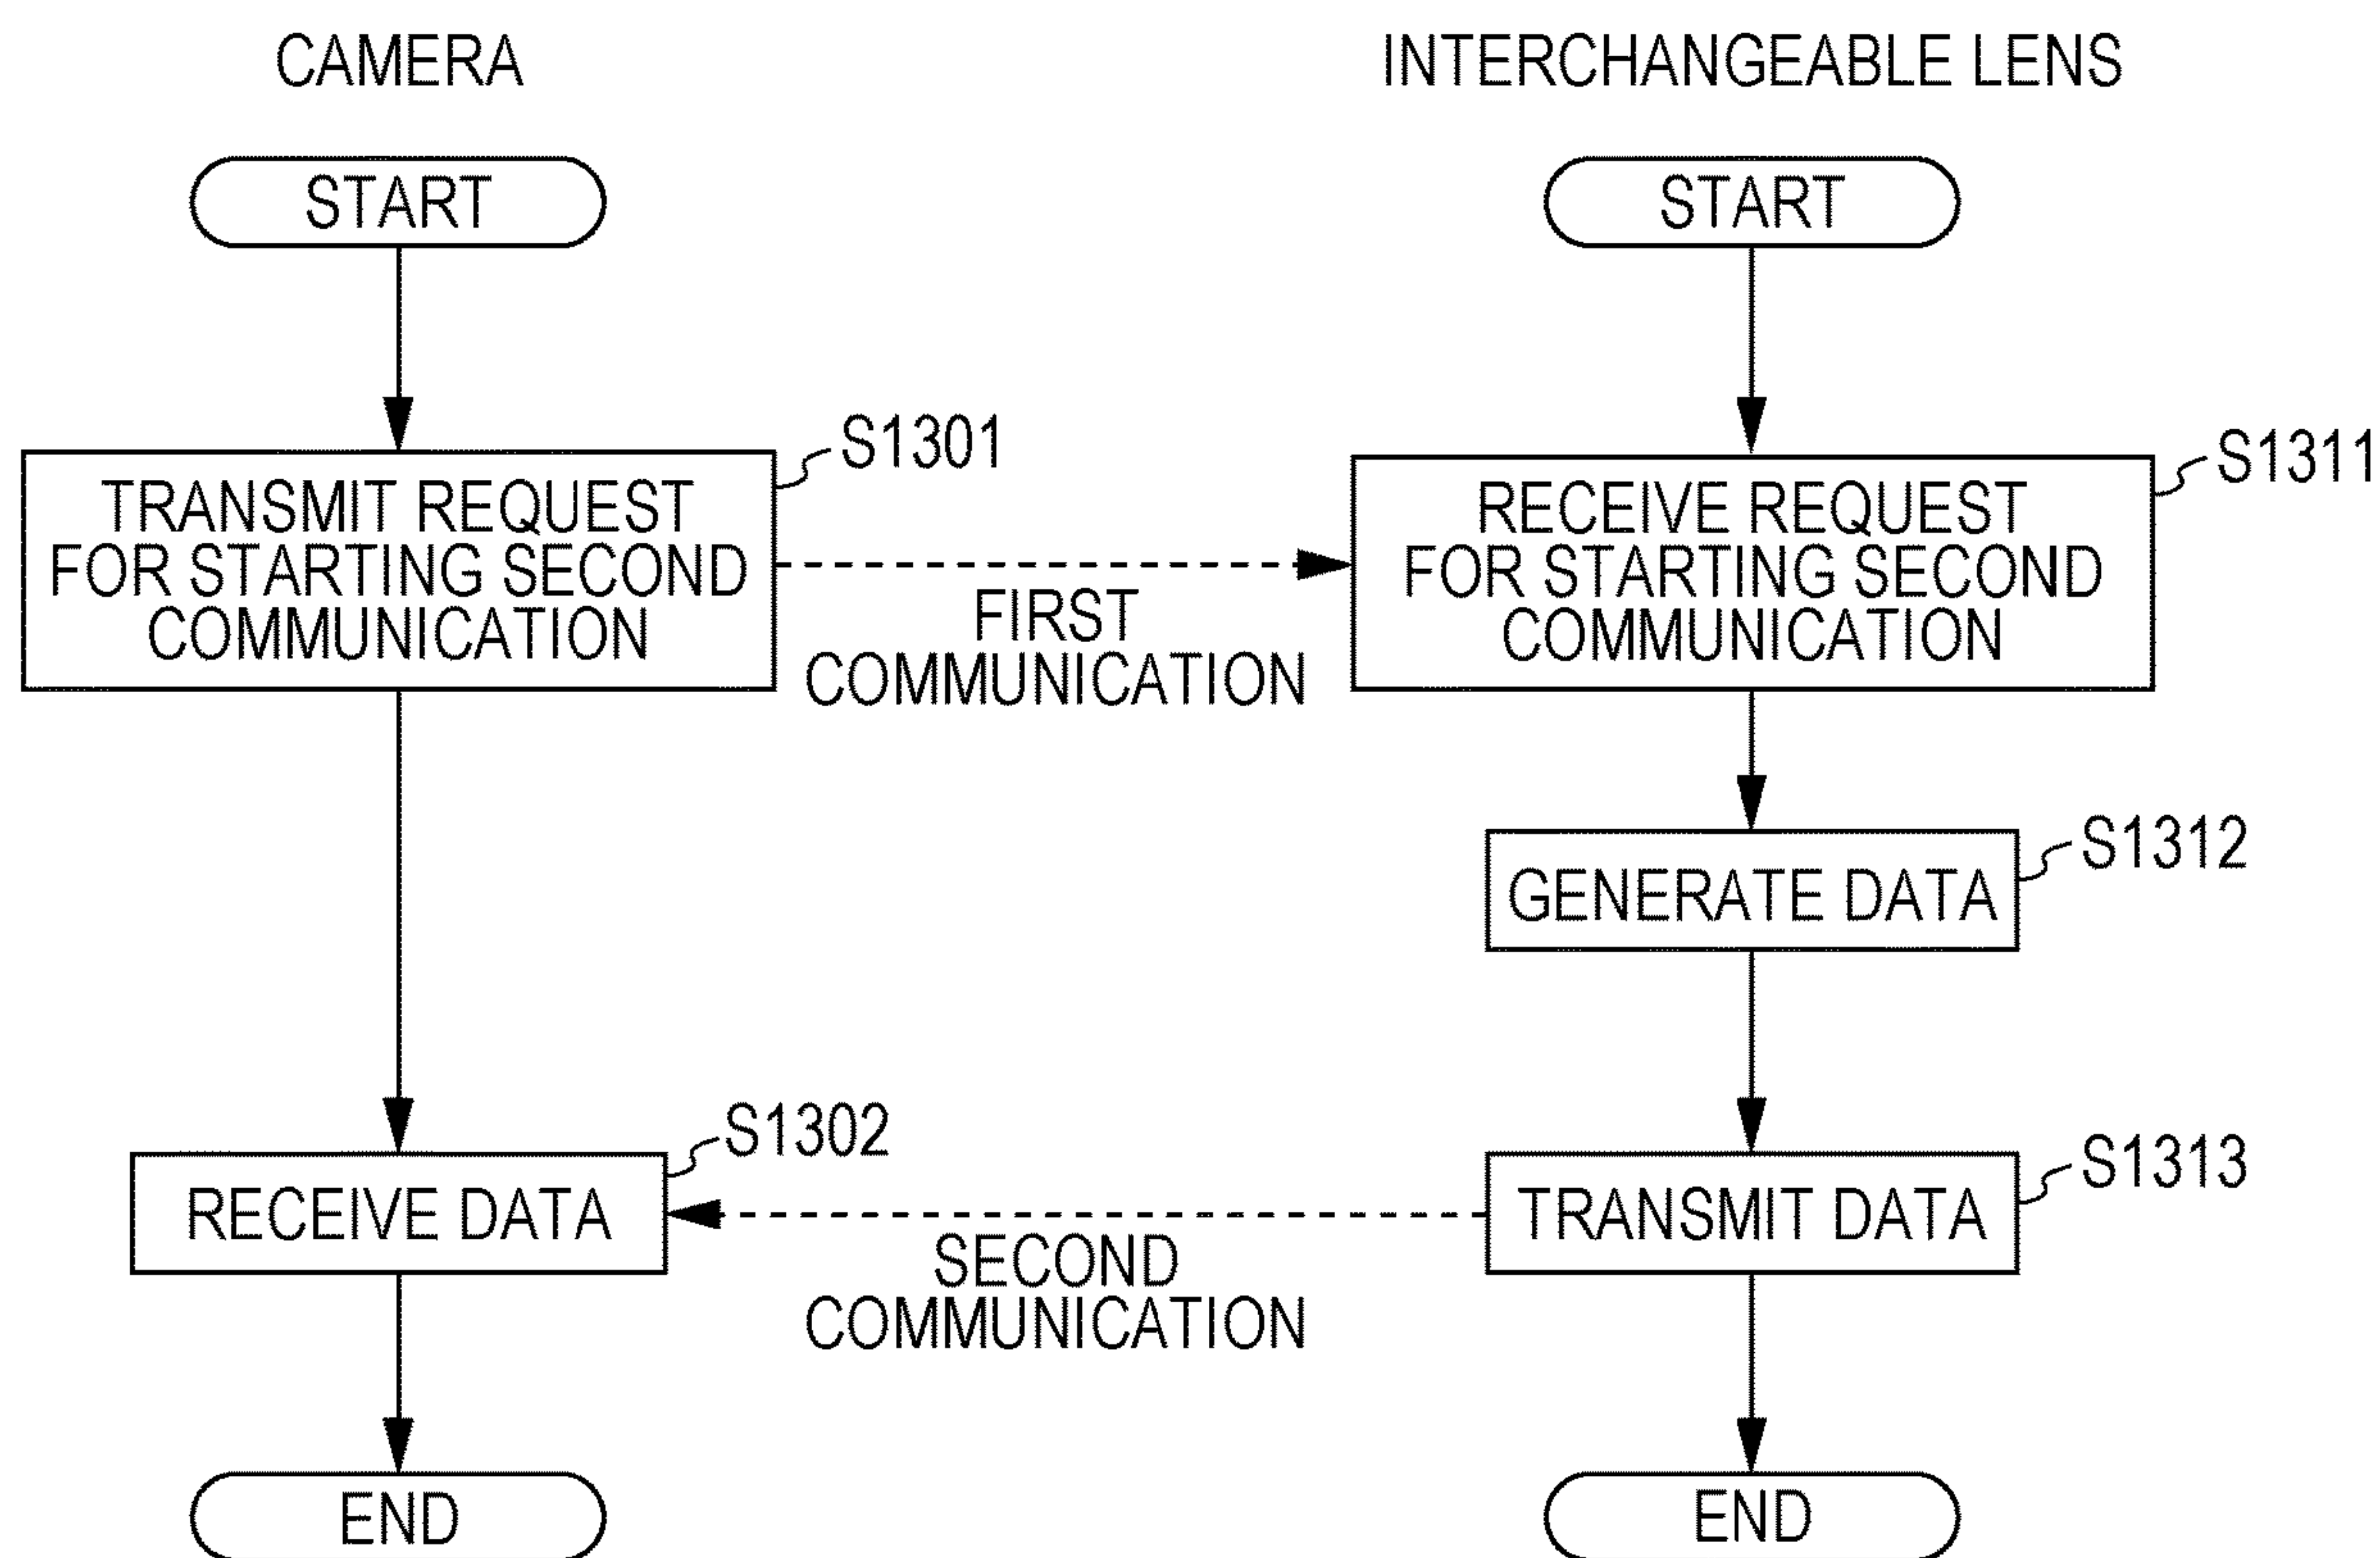 CAMERA
INTERCHANGEABLE LENS
START
START
S1301
TRANSMIT REQUEST
FOR STARTING SECOND
COMMUNICATION
FIRST
COMMUNICATION
S1311
RECEIVE REQUEST
FOR STARTING SECOND
COMMUNICATION
S1312
GENERATE DATA
S1302
RECEIVE DATA
SECOND
COMMUNICATION
S1313
TRANSMIT DATA
END
END